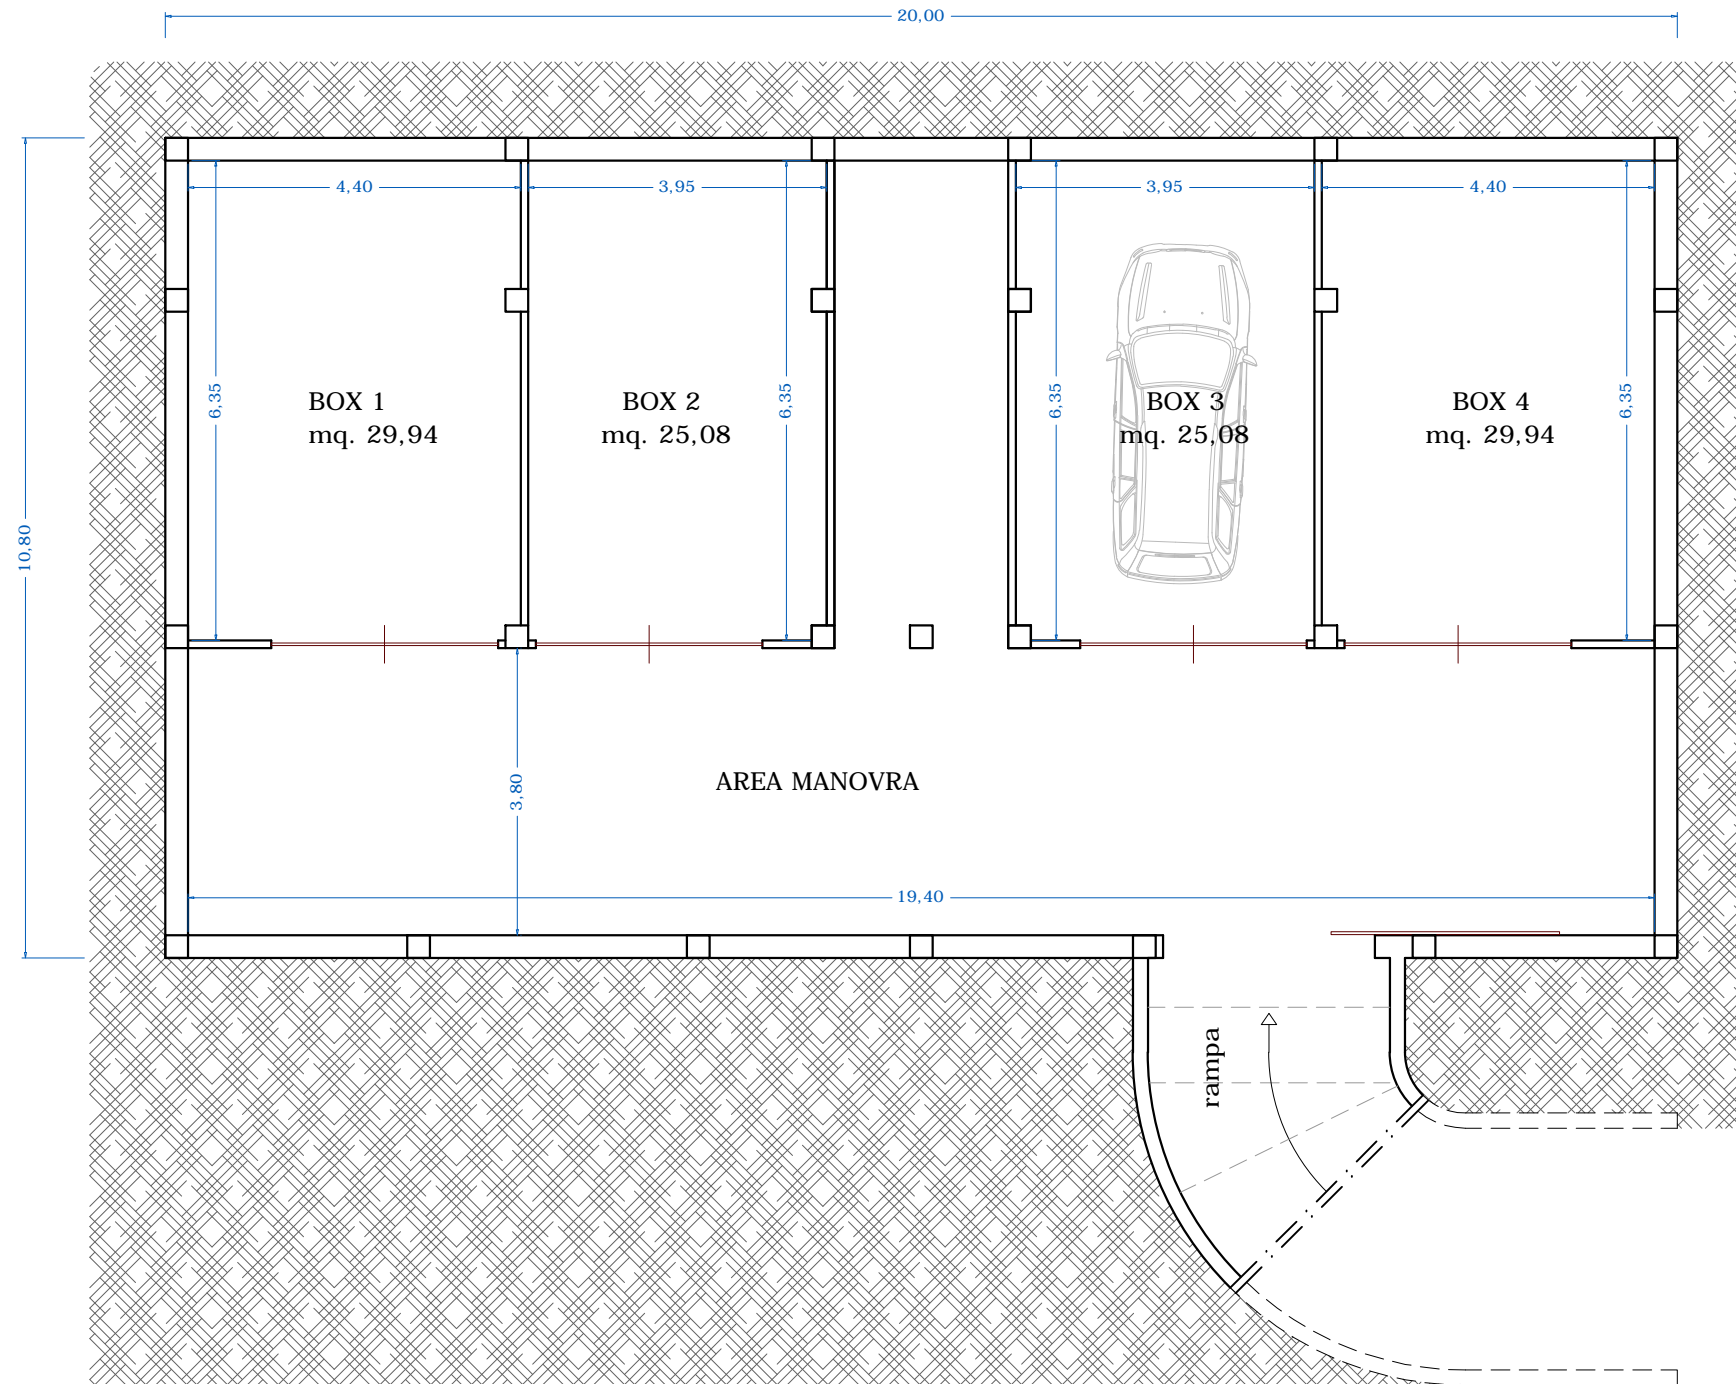 20,00
4,40
3,95
3,95
4,40
6,35
6,35
6,35
6,35
BOX 1
mq. 29,94
BOX 2
mq. 25,08
BOX 3
mq. 25,08
BOX 4
mq. 29,94
10,80
3,80
AREA MANOVRA
19,40
rampa